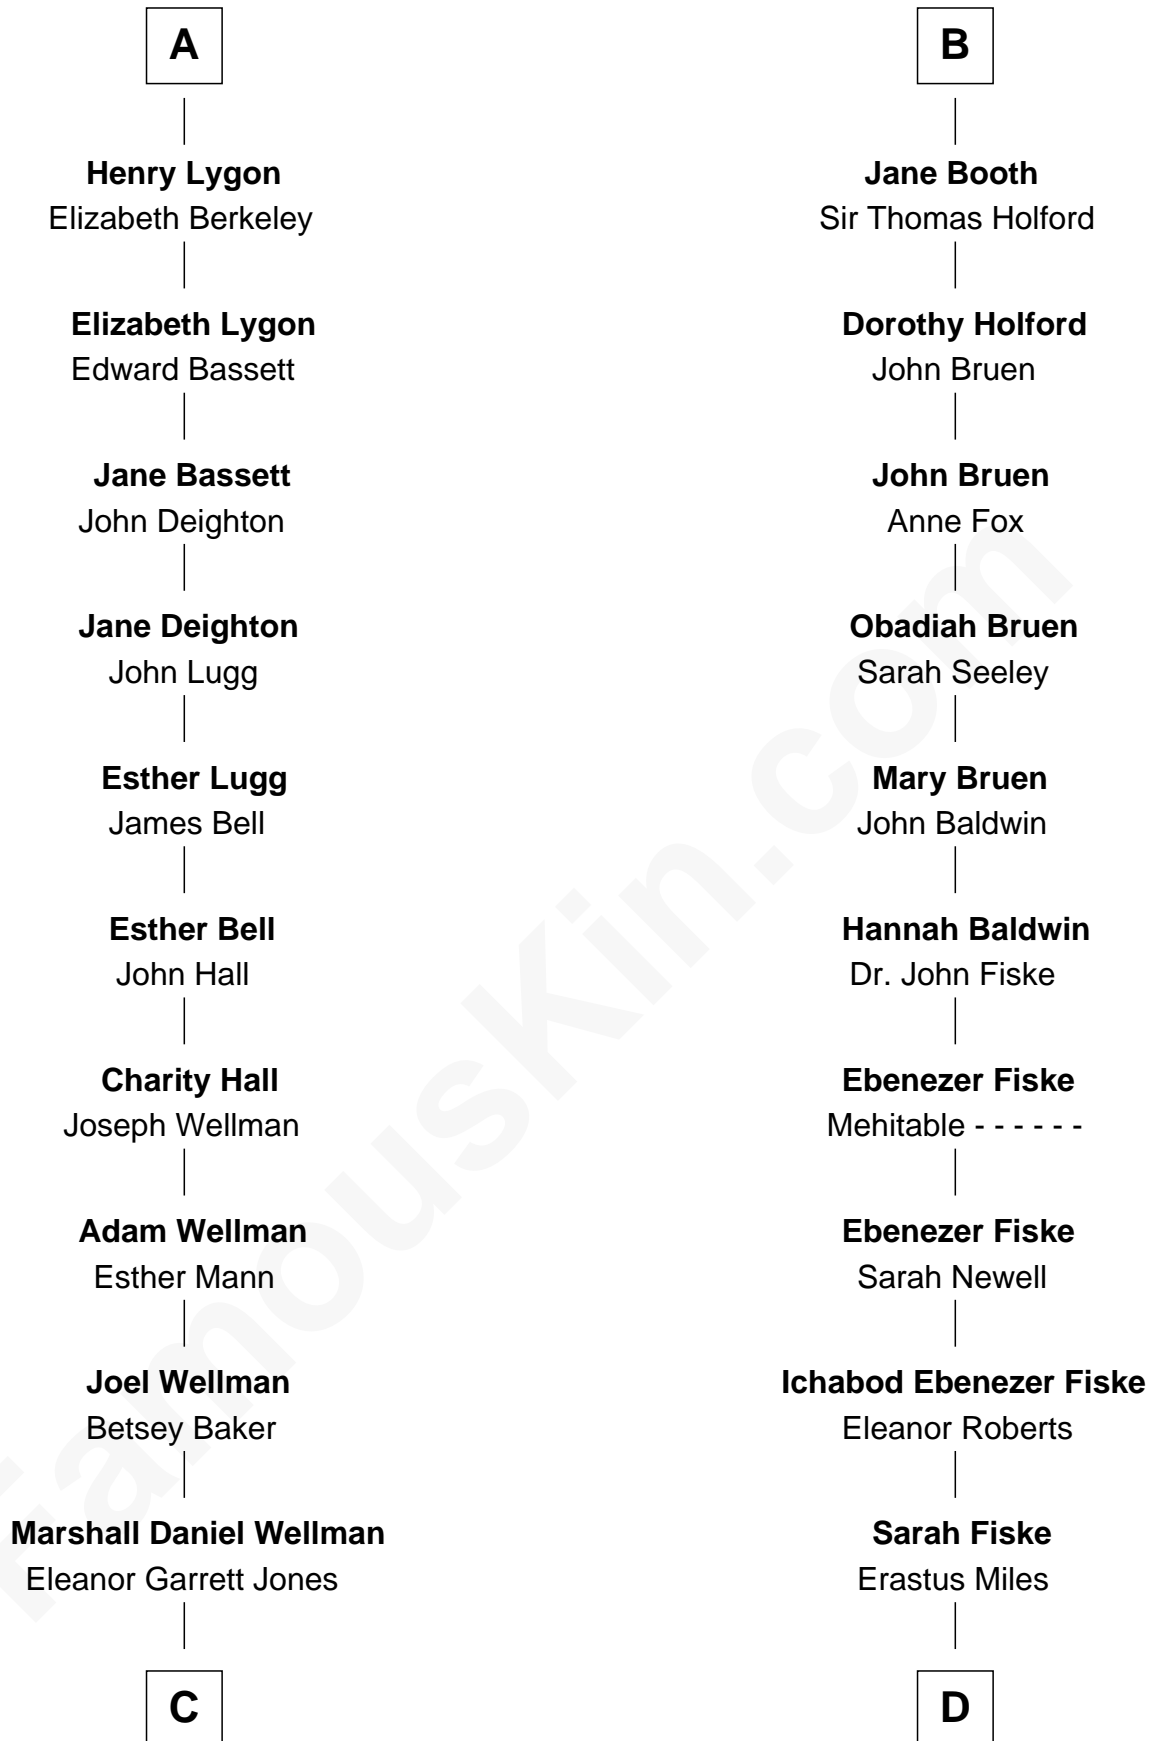 A
Henry Lygon
Elizabeth Berkeley
Elizabeth Lygon
Edward Bassett
Jane Bassett
John Deighton
Jane Deighton
John Lugg
Esther Lugg
James Bell
Esther Bell
John Hall
Charity Hall
Joseph Wellman
Adam Wellman
Esther Mann
Joel Wellman
Betsey Baker
Marshall Daniel Wellman
Eleanor Garrett Jones
C
B
Jane Booth
Sir Thomas Holford
Dorothy Holford
John Bruen
John Bruen
Anne Fox
Obadiah Bruen
Sarah Seeley
Mary Bruen
John Baldwin
Hannah Baldwin
Dr. John Fiske
Ebenezer Fiske
Mehitable - - - - - -
Ebenezer Fiske
Sarah Newell
Ichabod Ebenezer Fiske
Eleanor Roberts
Sarah Fiske
Erastus Miles
D
FamousKin.com